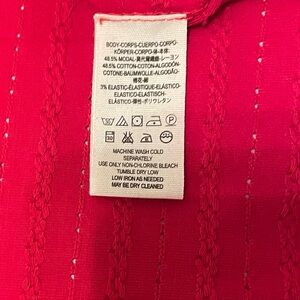 BODY-CORPS-CUERPO-CORPO-
KÖRPER-CORPO-体-本体:
48.5% MODAL-莫代爾纖維-レーヨン
48.5% COTTON-COTON-ALGODÓN-
COTONE-BAUMWOLLE-ALGODÃO-
棉花-綿
3% ELASTIC-ÉLASTIQUE-ELÁSTICO-
ELASTICO-ELASTISCH-
ELÁSTICO-彈性-ポリウレタン
30
P
MACHINE WASH COLD
SEPARATELY
USE ONLY NON-CHLORINE BLEACH
TUMBLE DRY LOW
LOW IRON AS NEEDED
MAY BE DRY CLEANED